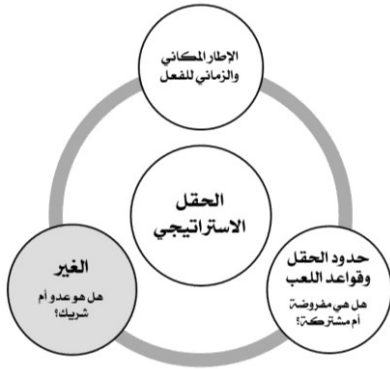 الإطار المكاني
والزماني للفعل
الحقل
الاستراتيجي
حدود الحقل
وقواعد اللعب
هل هي مفروضة
أم مشتركة؟
الغير
هل هو عدو أم
شريك؟